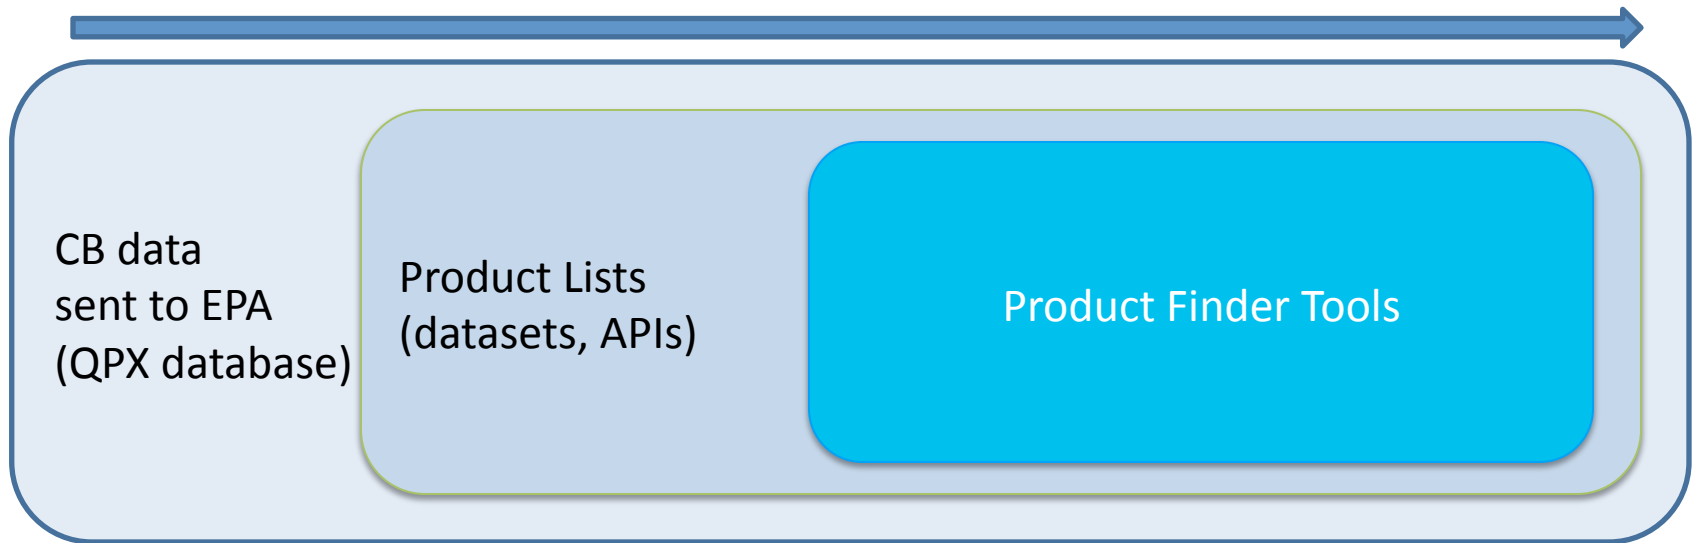 CB data
sent to EPA
(QPX database)
Product Lists
(datasets, APIs)
Product Finder Tools